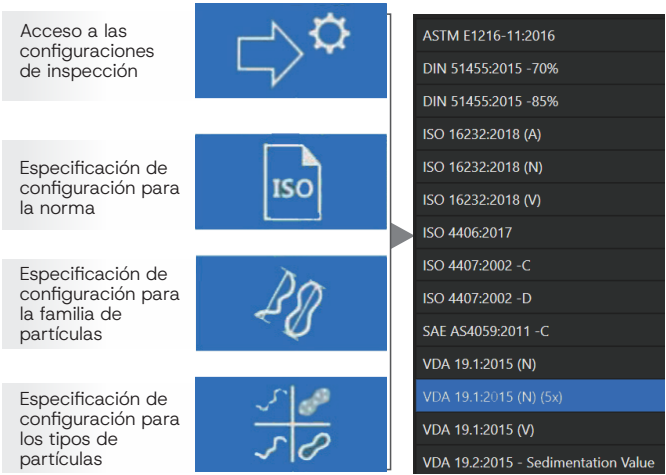 Acceso a las
configuraciones
de inspección
Especificación de
configuración para
la norma
ISO
Especificación de
configuración para
la familia de
partículas
Especificación de
configuración para
los tipos de
partículas
ASTM E1216-11:2016
DIN 51455:2015 -70%
DIN 51455:2015 -85%
ISO 16232:2018 (A)
ISO 16232:2018 (N)
ISO 16232:2018 (V)
ISO 4406:2017
ISO 4407:2002 -C
ISO 4407:2002 -D
SAE AS4059:2011 -C
VDA 19.1:2015 (N)
VDA 19.1:2015 (N) (5x)
VDA 19.1:2015 (V)
VDA 19.2:2015 - Sedimentation Value